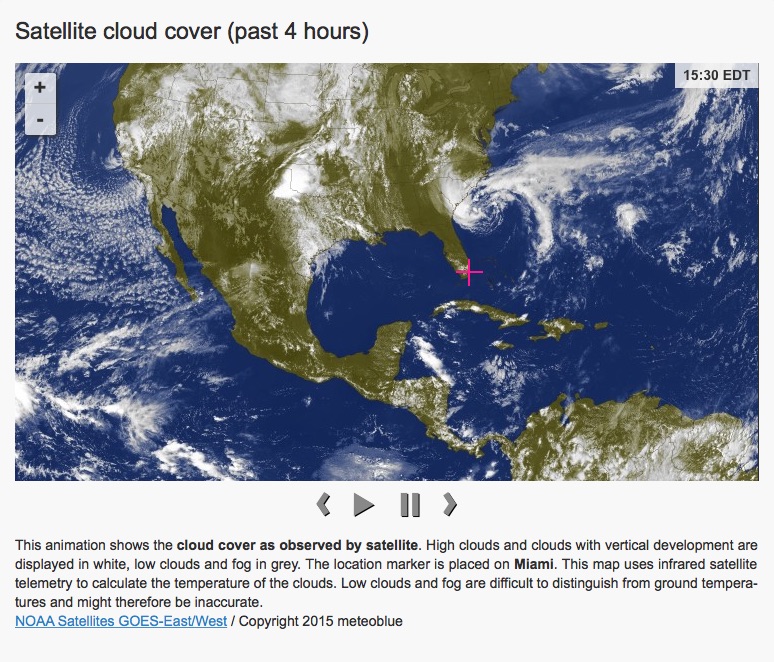 Satellite cloud cover (past 4 hours)
+
15:30 EDT
-
This animation shows the cloud cover as observed by satellite. High clouds and clouds with vertical development are
displayed in white, low clouds and fog in grey. The location marker is placed on Miami. This map uses infrared satellite
telemetry to calculate the temperature of the clouds. Low clouds and fog are difficult to distinguish from ground tempera-
tures and might therefore be inaccurate.
NOAA Satellites GOES-East/West / Copyright 2015 meteoblue